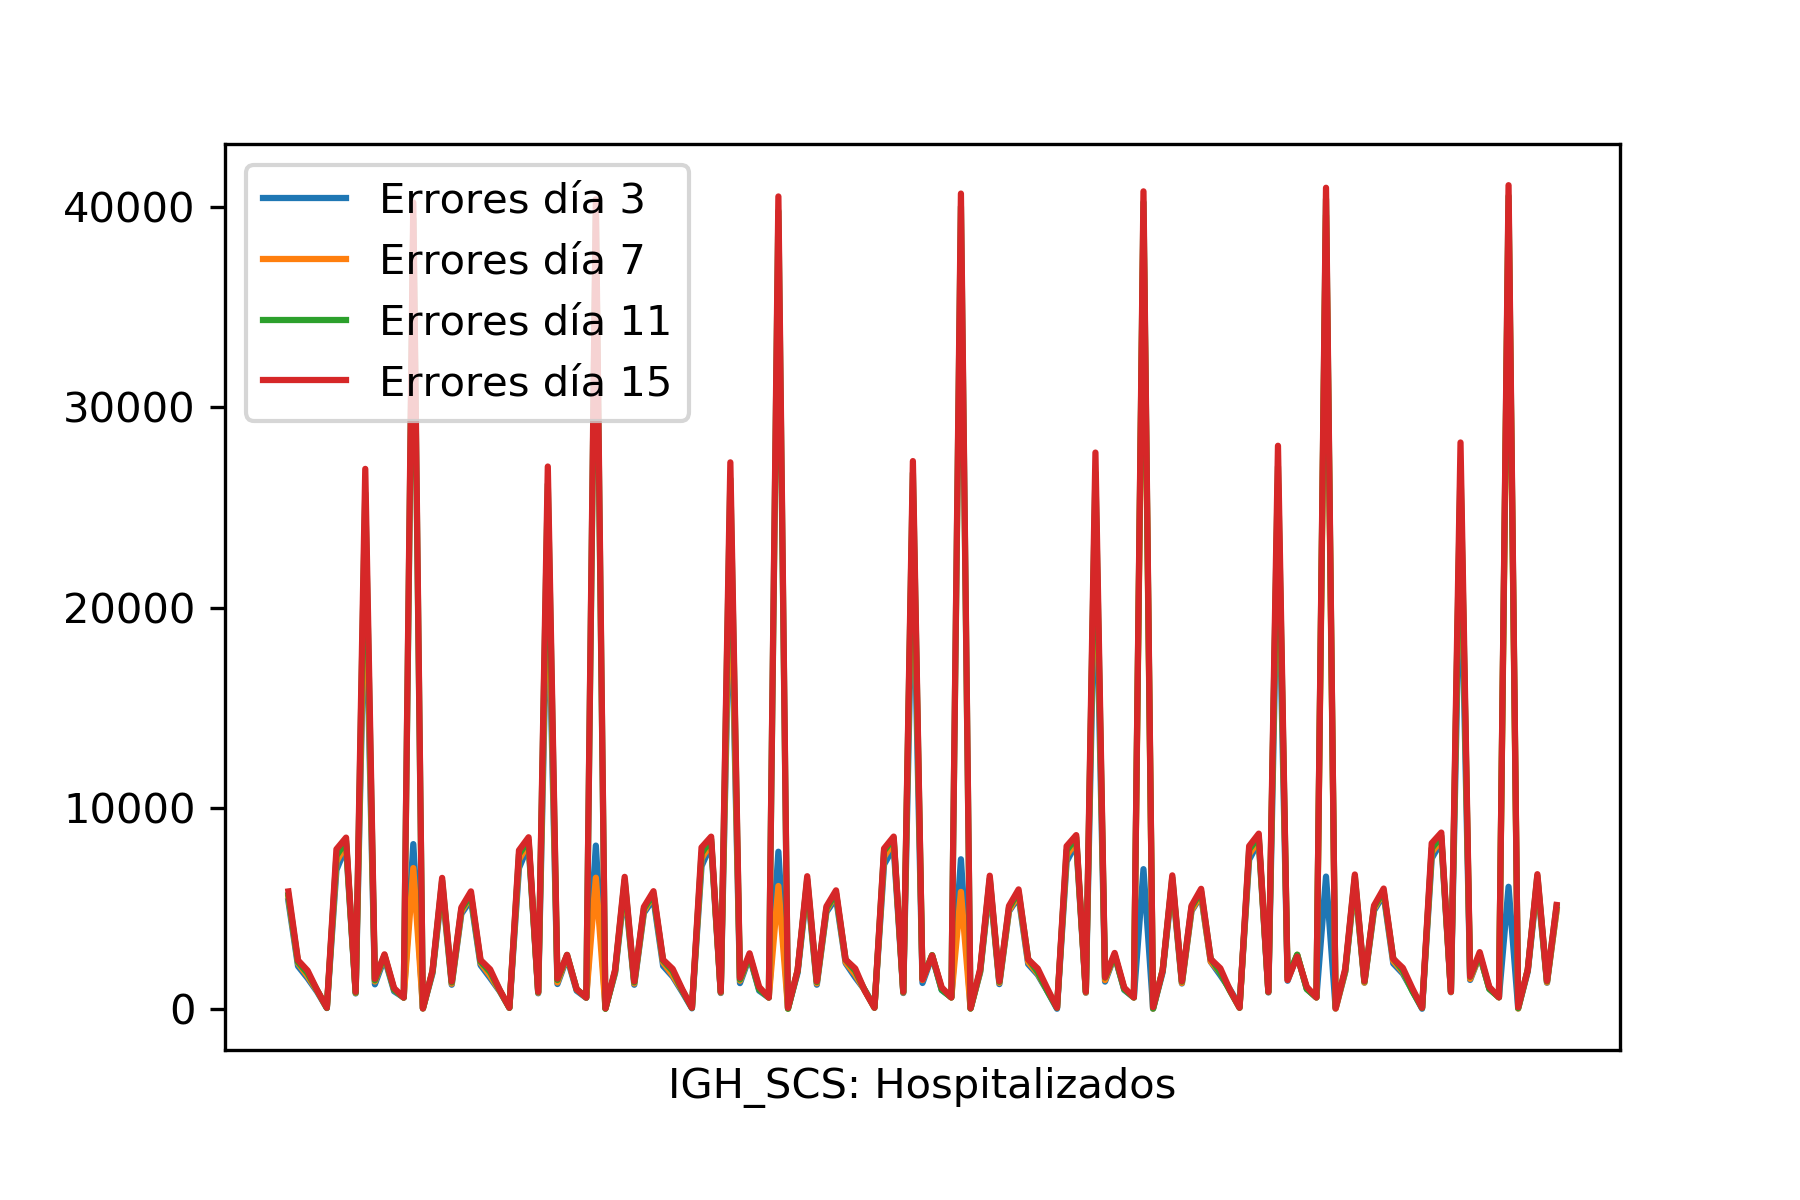 Errores día 3
Errores día 7
Errores día 11
Errores día 15
40000
30000
20000
10000
0
IGH_SCS: Hospitalizados